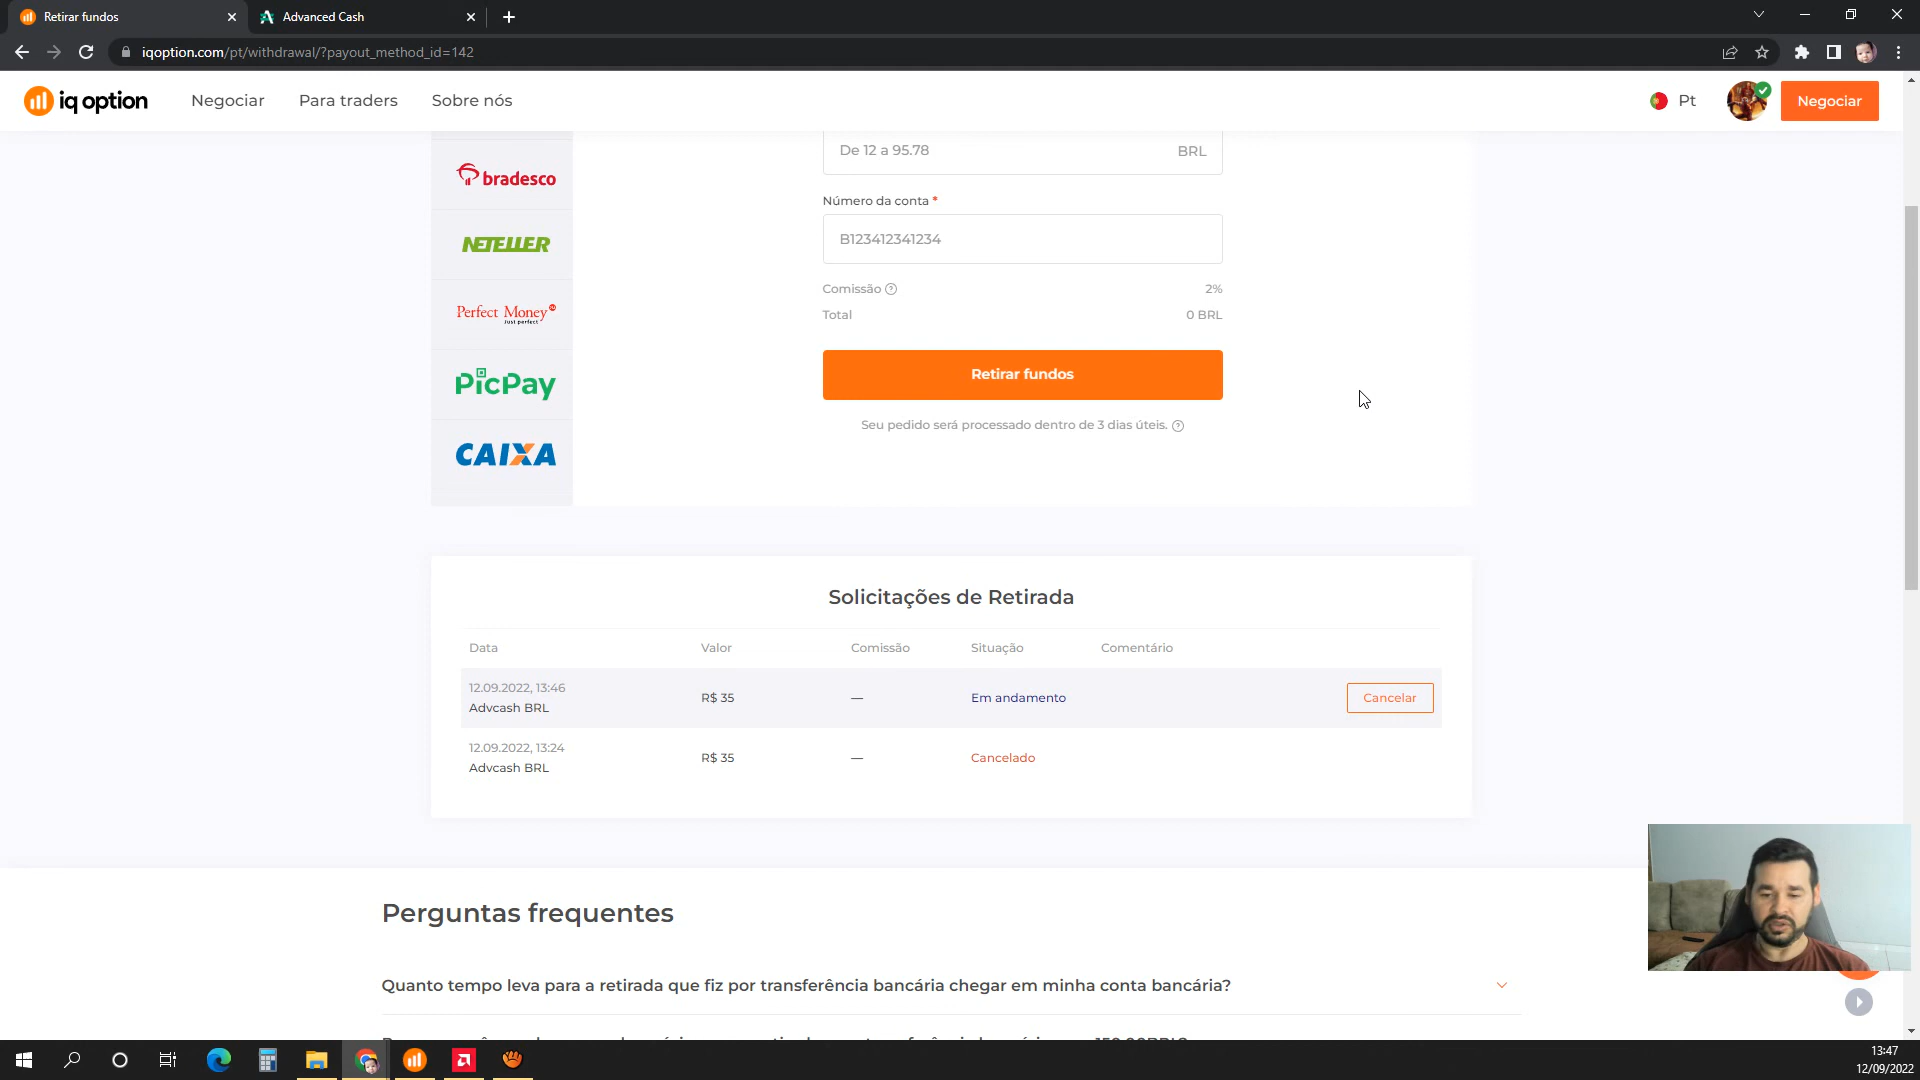 Retirar fundos
Advanced Cash
iqoption.com/pt/withdrawal/?payout_method_id=142
iq option
Negociar
Para traders
Sobre nós
Pt
Negociar
bradesco
NETELLER
Perfect Money
Just perfect
PicPay
CAIXA
De 12 a 95.78
BRL
Número da conta *
B123412341234
Comissão
2%
Total
0 BRL
Retirar fundos
Seu pedido será processado dentro de 3 dias úteis.
Solicitações de Retirada
Data Valor Comissão Situação Comentário
12.09.2022, 13:46
Advcash BRL
R$ 35
—
Em andamento
Cancelar
12.09.2022, 13:24
Advcash BRL
R$ 35
—
Cancelado
Perguntas frequentes
Quanto tempo leva para a retirada que fiz por transferência bancária chegar em minha conta bancária?
13:47
12/09/2022